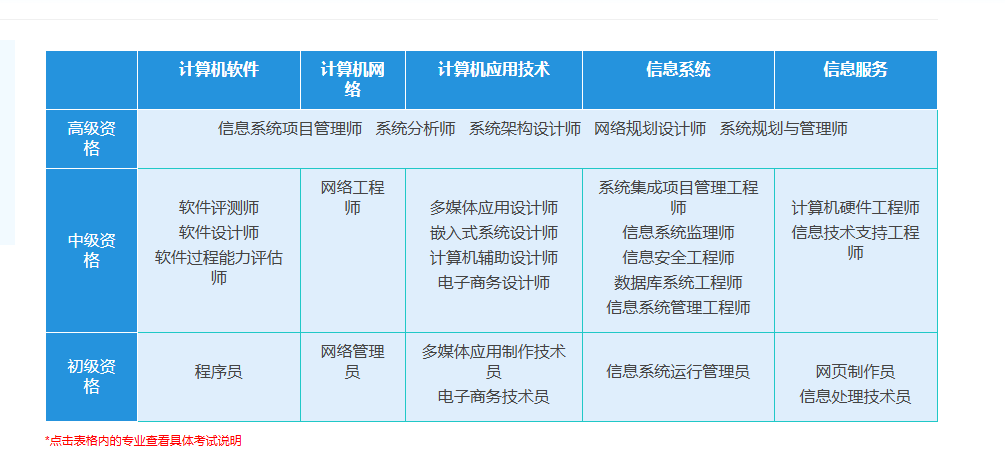 计算机软件 计算机网络 计算机应用技术 信息系统 信息服务
高级资格
信息系统项目管理师 系统分析师 系统架构设计师 网络规划设计师 系统规划与管理师
中级资格
软件评测师
软件设计师
软件过程能力评估师
网络工程师
多媒体应用设计师
嵌入式系统设计师
计算机辅助设计师
电子商务设计师
系统集成项目管理工程师
信息系统监理师
信息安全工程师
数据库系统工程师
信息系统管理工程师
计算机硬件工程师
信息技术支持工程师
初级资格
程序员
网络管理员
多媒体应用制作技术员
电子商务技术员
信息系统运行管理员
网页制作员
信息处理技术员
*点击表格内的专业查看具体考试说明